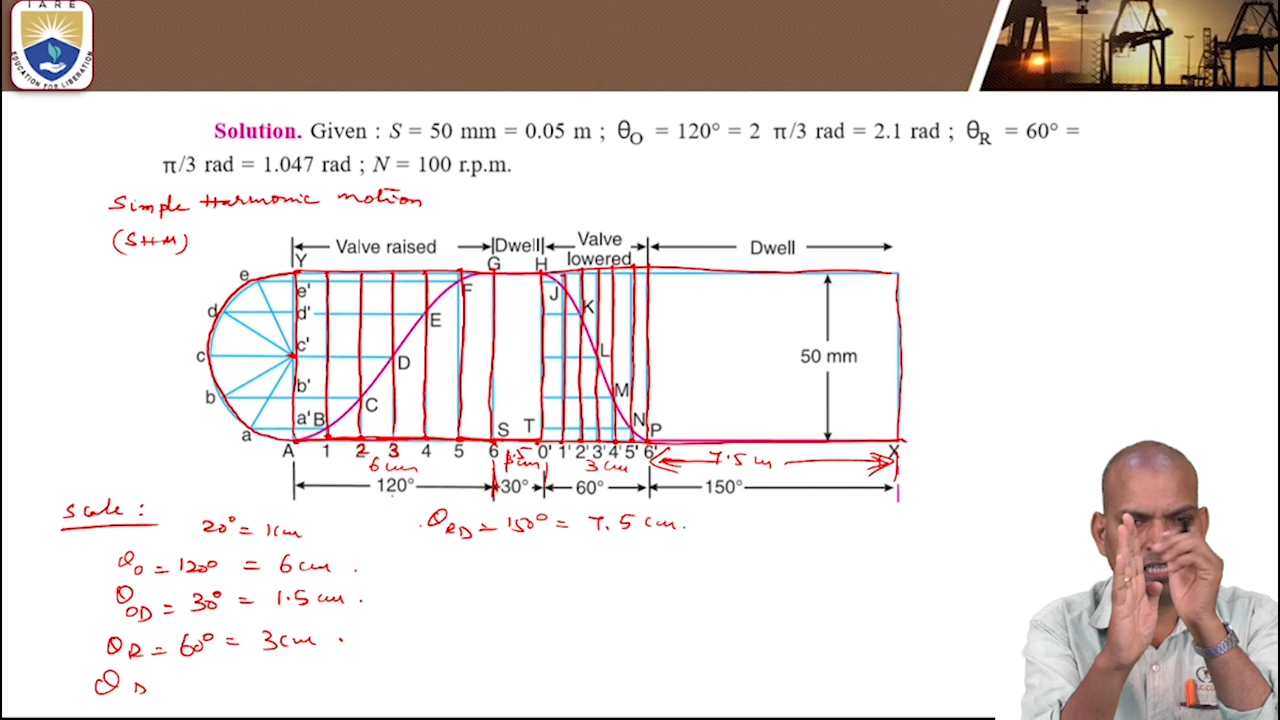 IARE
EDUCATION FOR LIBERATION
Solution. Given : S = 50 mm = 0.05 m ; θO = 120° = 2 π/3 rad = 2.1 rad ; θR = 60° =
π/3 rad = 1.047 rad ; N = 100 r.p.m.
Simple Harmonic motion
(SHM)
Valve raised Dwell Valve lowered Dwell
Y G H
e e' F J
d d' E K
c c' D L 50 mm
b b' C M
a a' B S T N P
A 1 2 3 4 5 6 0' 1' 2' 3' 4' 5' 6' X
6cm 1.5 cm 3cm 7.5 cm
120° 30° 60° 150°
Scale :
20° = 1cm
θRD = 150° = 7.5 cm.
θo = 120° = 6 cm .
θOD = 30° = 1.5 cm .
θR = 60° = 3 cm .